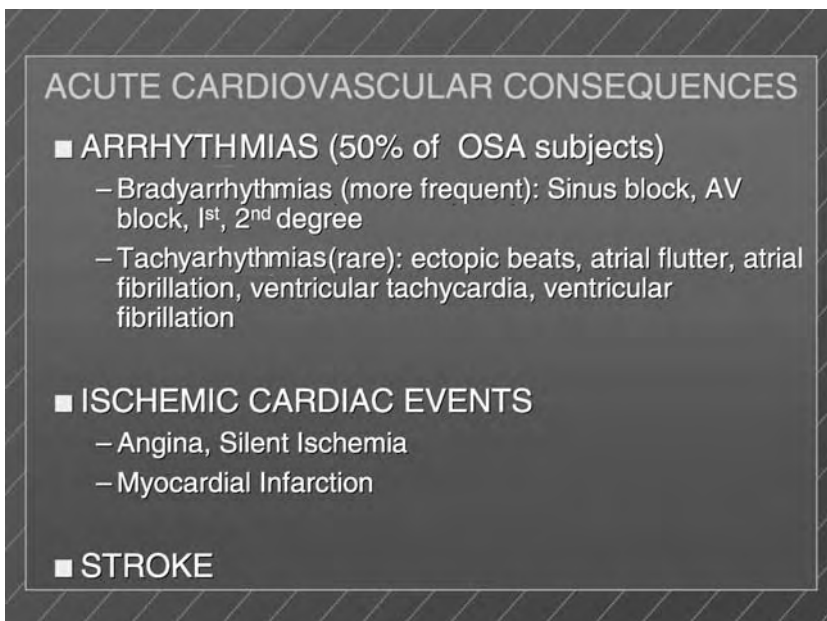 ACUTE CARDIOVASCULAR CONSEQUENCES
■ ARRHYTHMIAS (50% of OSA subjects)
– Bradyarrhythmias (more frequent): Sinus block, AV
block, Ist, 2nd degree
– Tachyarhythmias(rare): ectopic beats, atrial flutter, atrial
fibrillation, ventricular tachycardia, ventricular
fibrillation
■ ISCHEMIC CARDIAC EVENTS
– Angina, Silent Ischemia
– Myocardial Infarction
■ STROKE